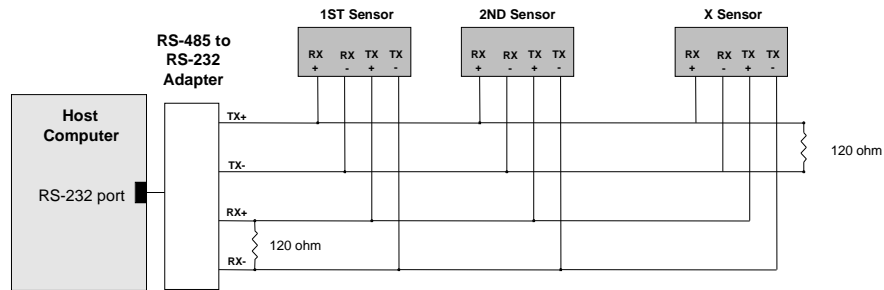 1ST Sensor
2ND Sensor
X Sensor
RS-485 to
RS-232
Adapter
RX RX TX TX
+ - + -
RX RX TX TX
+ - + -
RX RX TX TX
+ - + -
Host
Computer
RS-232 port
TX+
TX-
RX+
RX-
120 ohm
120 ohm